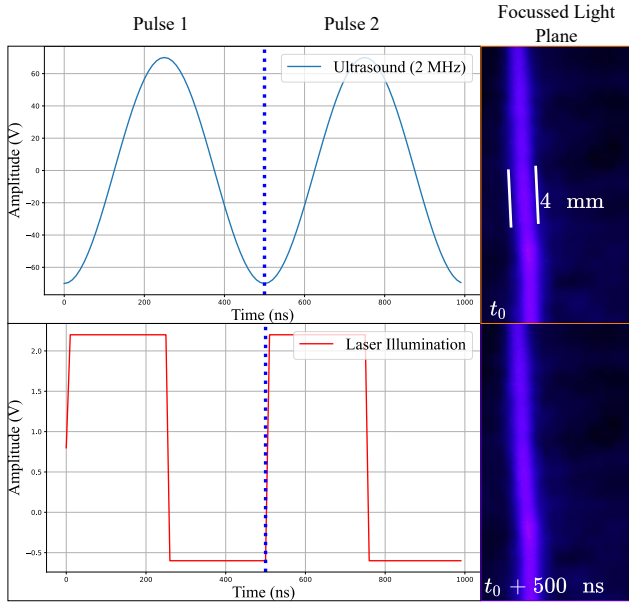 Pulse 1
Pulse 2
Focussed Light
Plane
Amplitude (V)
60
40
20
0
−20
−40
−60
Ultrasound (2 MHz)
0
200
400
600
800
1000
Time (ns)
4 mm
t0
Amplitude (V)
2.0
1.5
1.0
0.5
0.0
−0.5
Laser Illumination
0
200
400
600
800
1000
Time (ns)
t0 + 500 ns